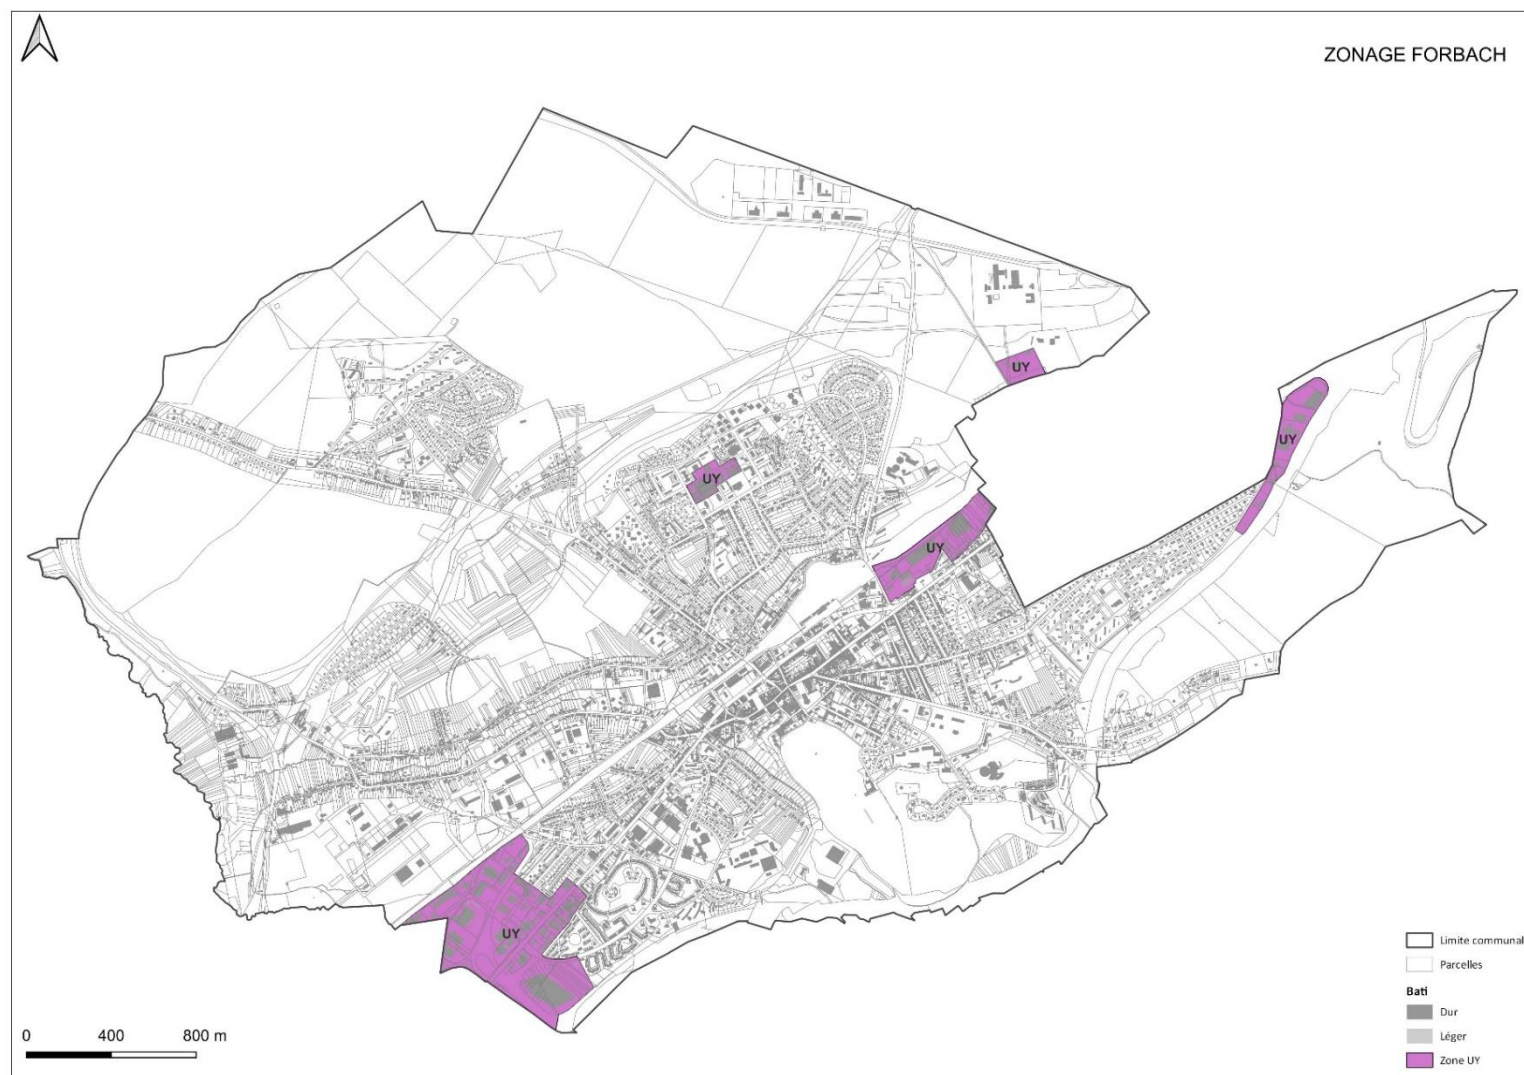 ZONAGE FORBACH
UY
UY
UY
UY
UY
Limite communal
Parcelles
Bati
Dur
Léger
Zone UY
0 400 800 m